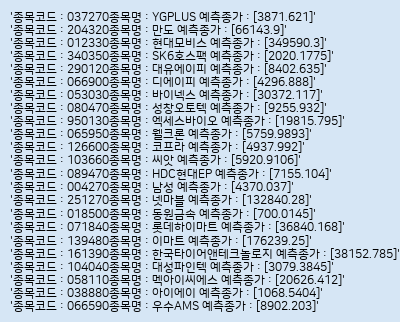 '종목코드 : 037270종목명 : YGPLUS 예측종가 : [3871.621]'
'종목코드 : 204320종목명 : 만도 예측종가 : [66143.9]'
'종목코드 : 012330종목명 : 현대모비스 예측종가 : [349590.3]'
'종목코드 : 340350종목명 : SK6호스팩 예측종가 : [2020.1775]'
'종목코드 : 290120종목명 : 대유에이피 예측종가 : [8402.635]'
'종목코드 : 066900종목명 : 디에이피 예측종가 : [4296.888]'
'종목코드 : 053030종목명 : 바이넥스 예측종가 : [30372.117]'
'종목코드 : 080470종목명 : 성창오토텍 예측종가 : [9255.932]'
'종목코드 : 950130종목명 : 엑세스바이오 예측종가 : [19815.795]'
'종목코드 : 065950종목명 : 웰크론 예측종가 : [5759.9893]'
'종목코드 : 126600종목명 : 코프라 예측종가 : [4937.992]'
'종목코드 : 103660종목명 : 씨앗 예측종가 : [5920.9106]'
'종목코드 : 089470종목명 : HDC현대EP 예측종가 : [7155.104]'
'종목코드 : 004270종목명 : 남성 예측종가 : [4370.037]'
'종목코드 : 251270종목명 : 넷마블 예측종가 : [132840.28]'
'종목코드 : 018500종목명 : 동원금속 예측종가 : [700.0145]'
'종목코드 : 071840종목명 : 롯데하이마트 예측종가 : [36840.168]'
'종목코드 : 139480종목명 : 이마트 예측종가 : [176239.25]'
'종목코드 : 161390종목명 : 한국타이어앤테크놀로지 예측종가 : [38152.785]'
'종목코드 : 104040종목명 : 대성파인텍 예측종가 : [3079.3845]'
'종목코드 : 058110종목명 : 멕아이씨에스 예측종가 : [20626.412]'
'종목코드 : 038880종목명 : 아이에이 예측종가 : [1068.5404]'
'종목코드 : 066590종목명 : 우수AMS 예측종가 : [8902.203]'